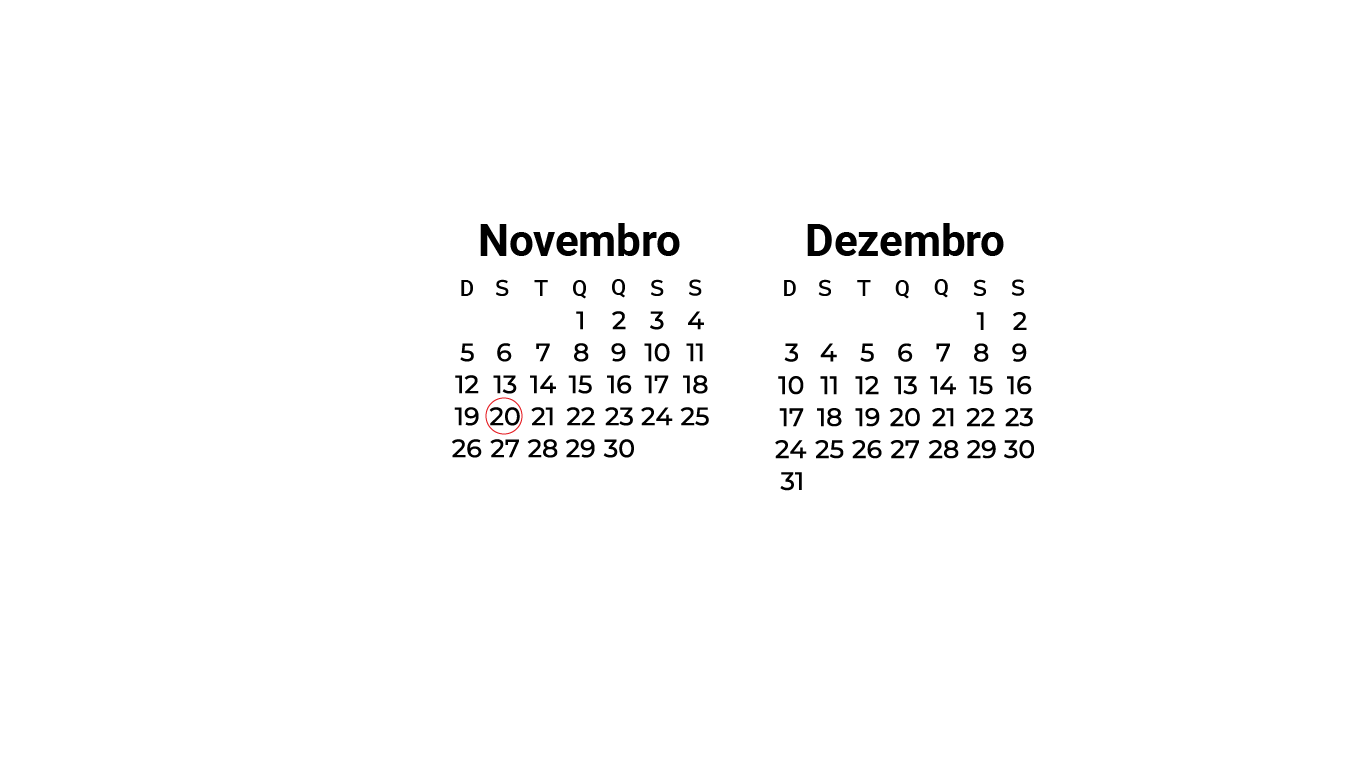 Novembro
D S T Q Q S S
1 2 3 4
5 6 7 8 9 10 11
12 13 14 15 16 17 18
19 20 21 22 23 24 25
26 27 28 29 30
Dezembro
D S T Q Q S S
1 2
3 4 5 6 7 8 9
10 11 12 13 14 15 16
17 18 19 20 21 22 23
24 25 26 27 28 29 30
31